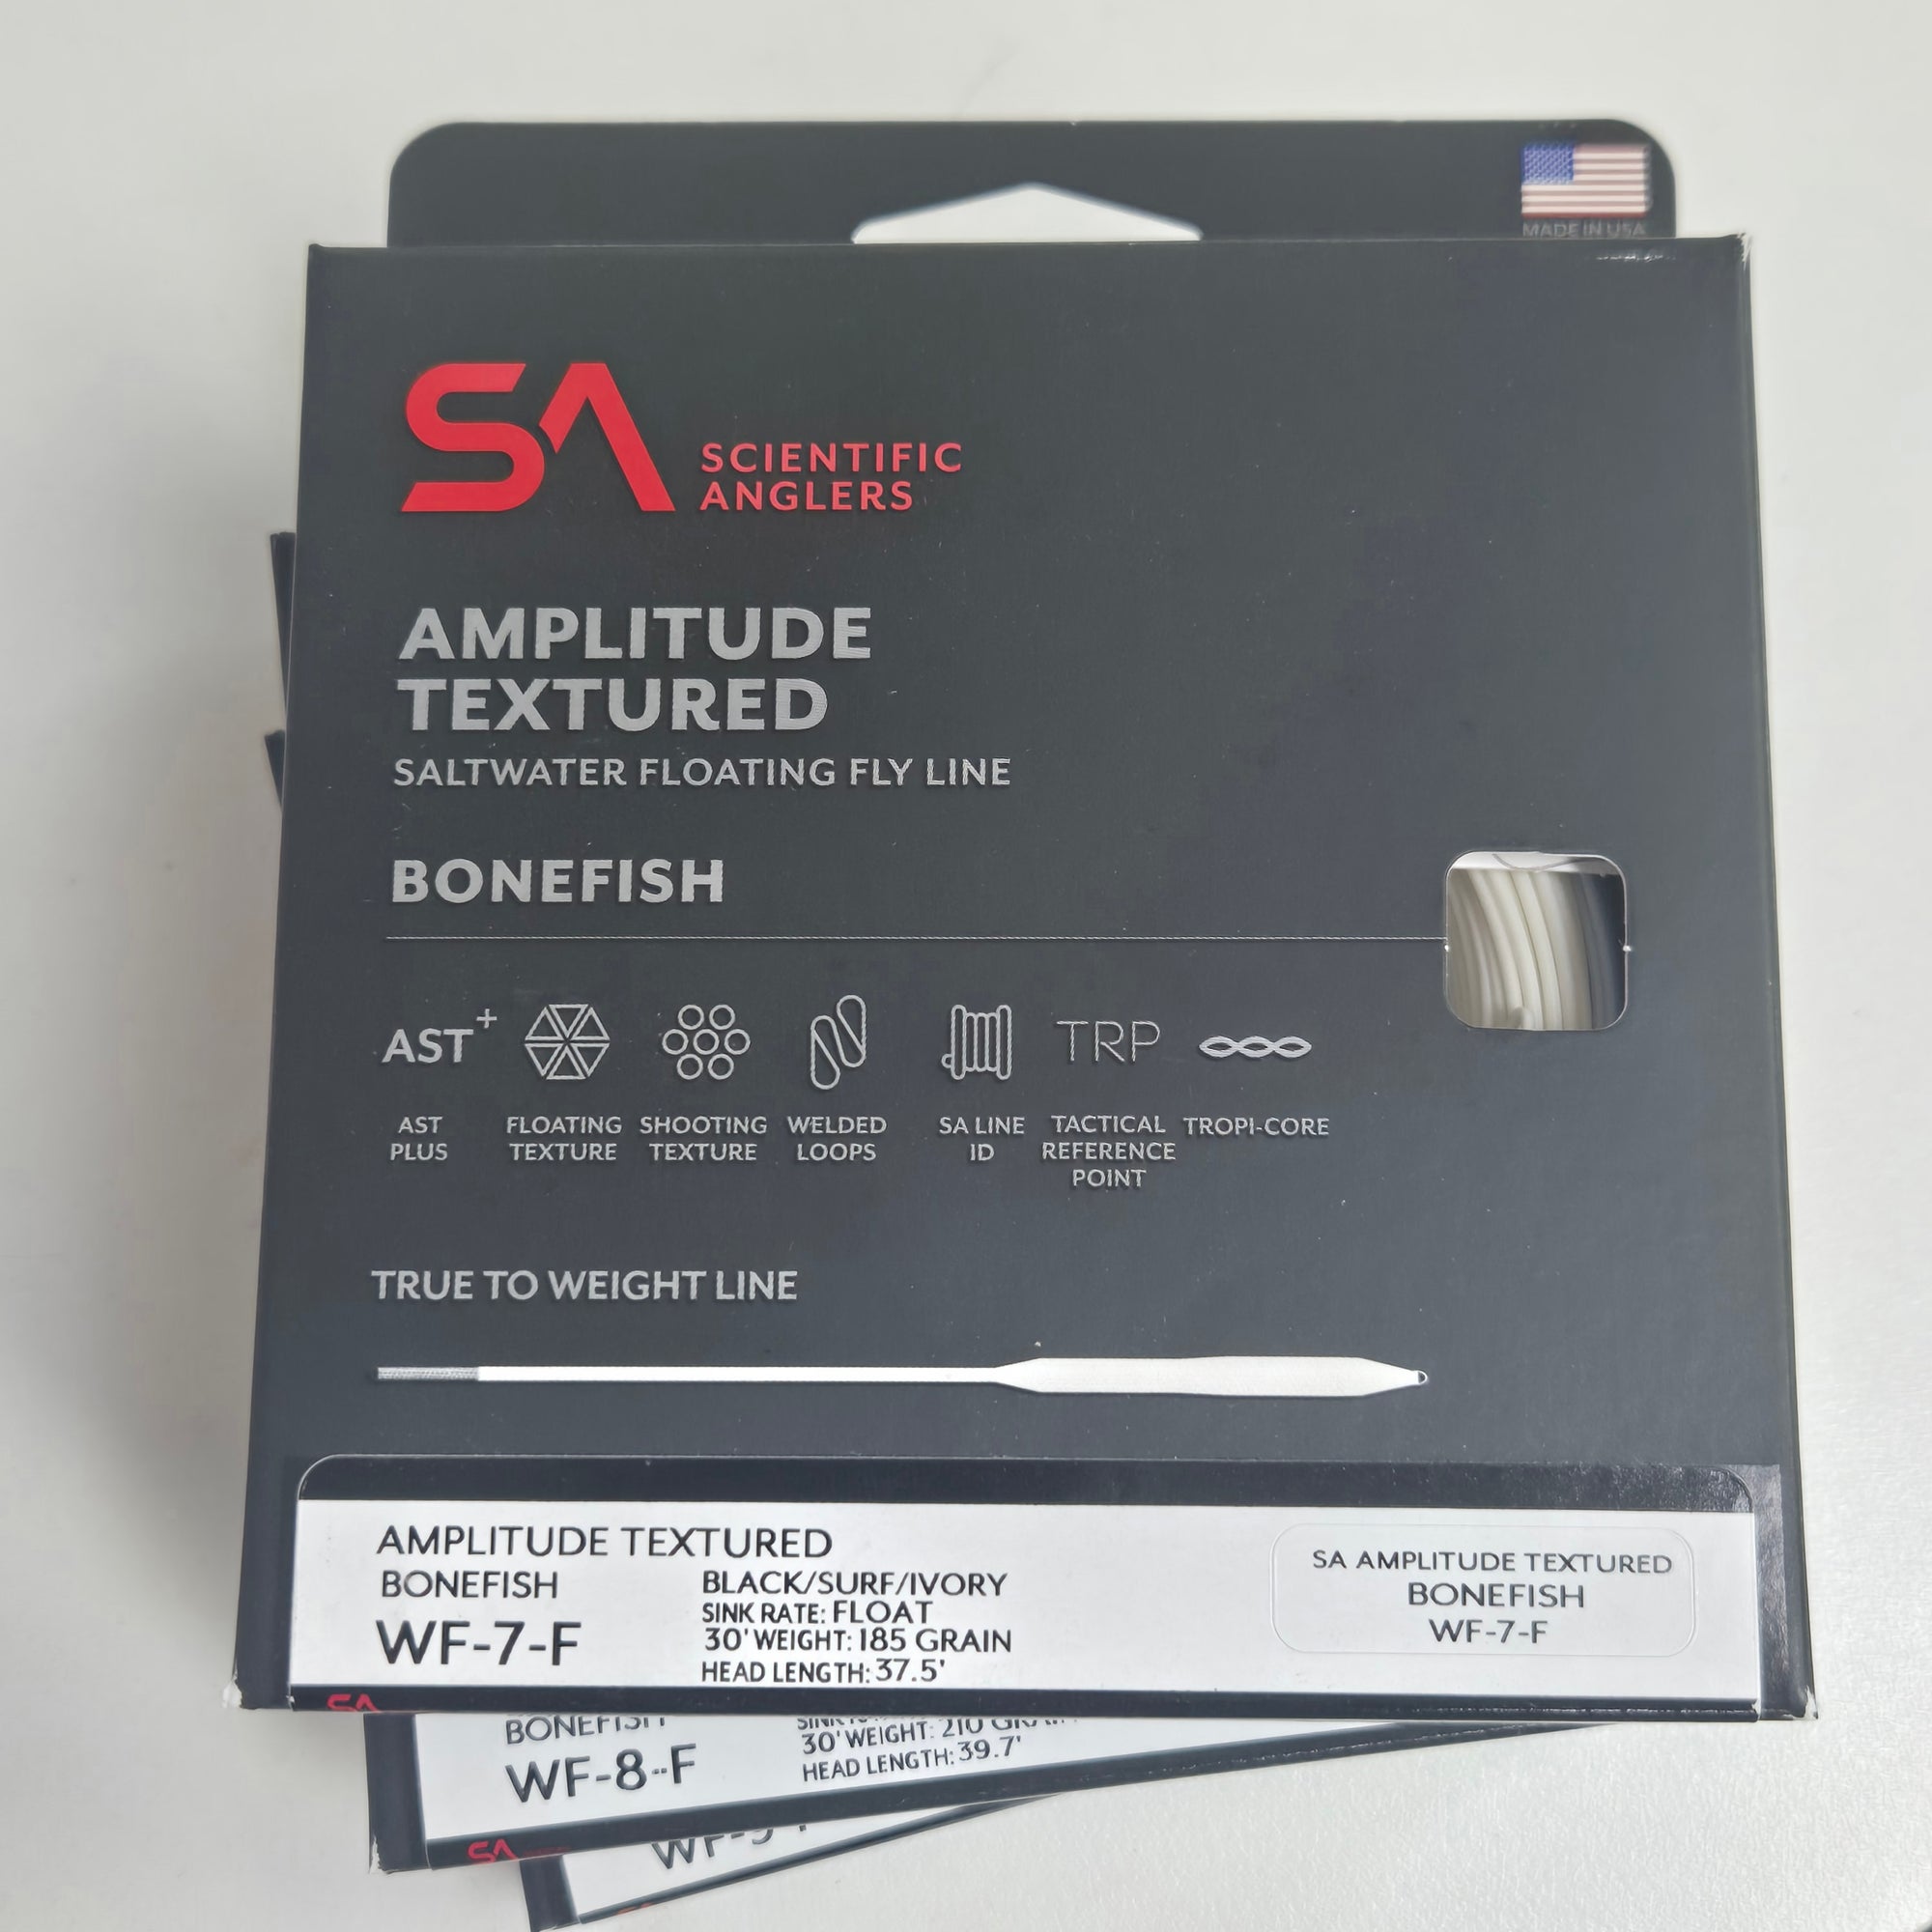 MADE IN USA
SA
SCIENTIFIC
ANGLERS
AMPLITUDE
TEXTURED
SALTWATER FLOATING FLY LINE
BONEFISH
AST+
TRP
AST
PLUS
FLOATING
TEXTURE
SHOOTING
TEXTURE
WELDED
LOOPS
SA LINE
ID
TACTICAL
REFERENCE
POINT
TROPI-CORE
TRUE TO WEIGHT LINE
AMPLITUDE TEXTURED
BONEFISH
WF-7-F
BLACK/SURF/IVORY
SINK RATE: FLOAT
30' WEIGHT: 185 GRAIN
HEAD LENGTH: 37.5'
SA AMPLITUDE TEXTURED
BONEFISH
WF-7-F
SA
BONEFISH
WF-8-F
30' WEIGHT: 210 GRAIN
HEAD LENGTH: 39.7'
SA